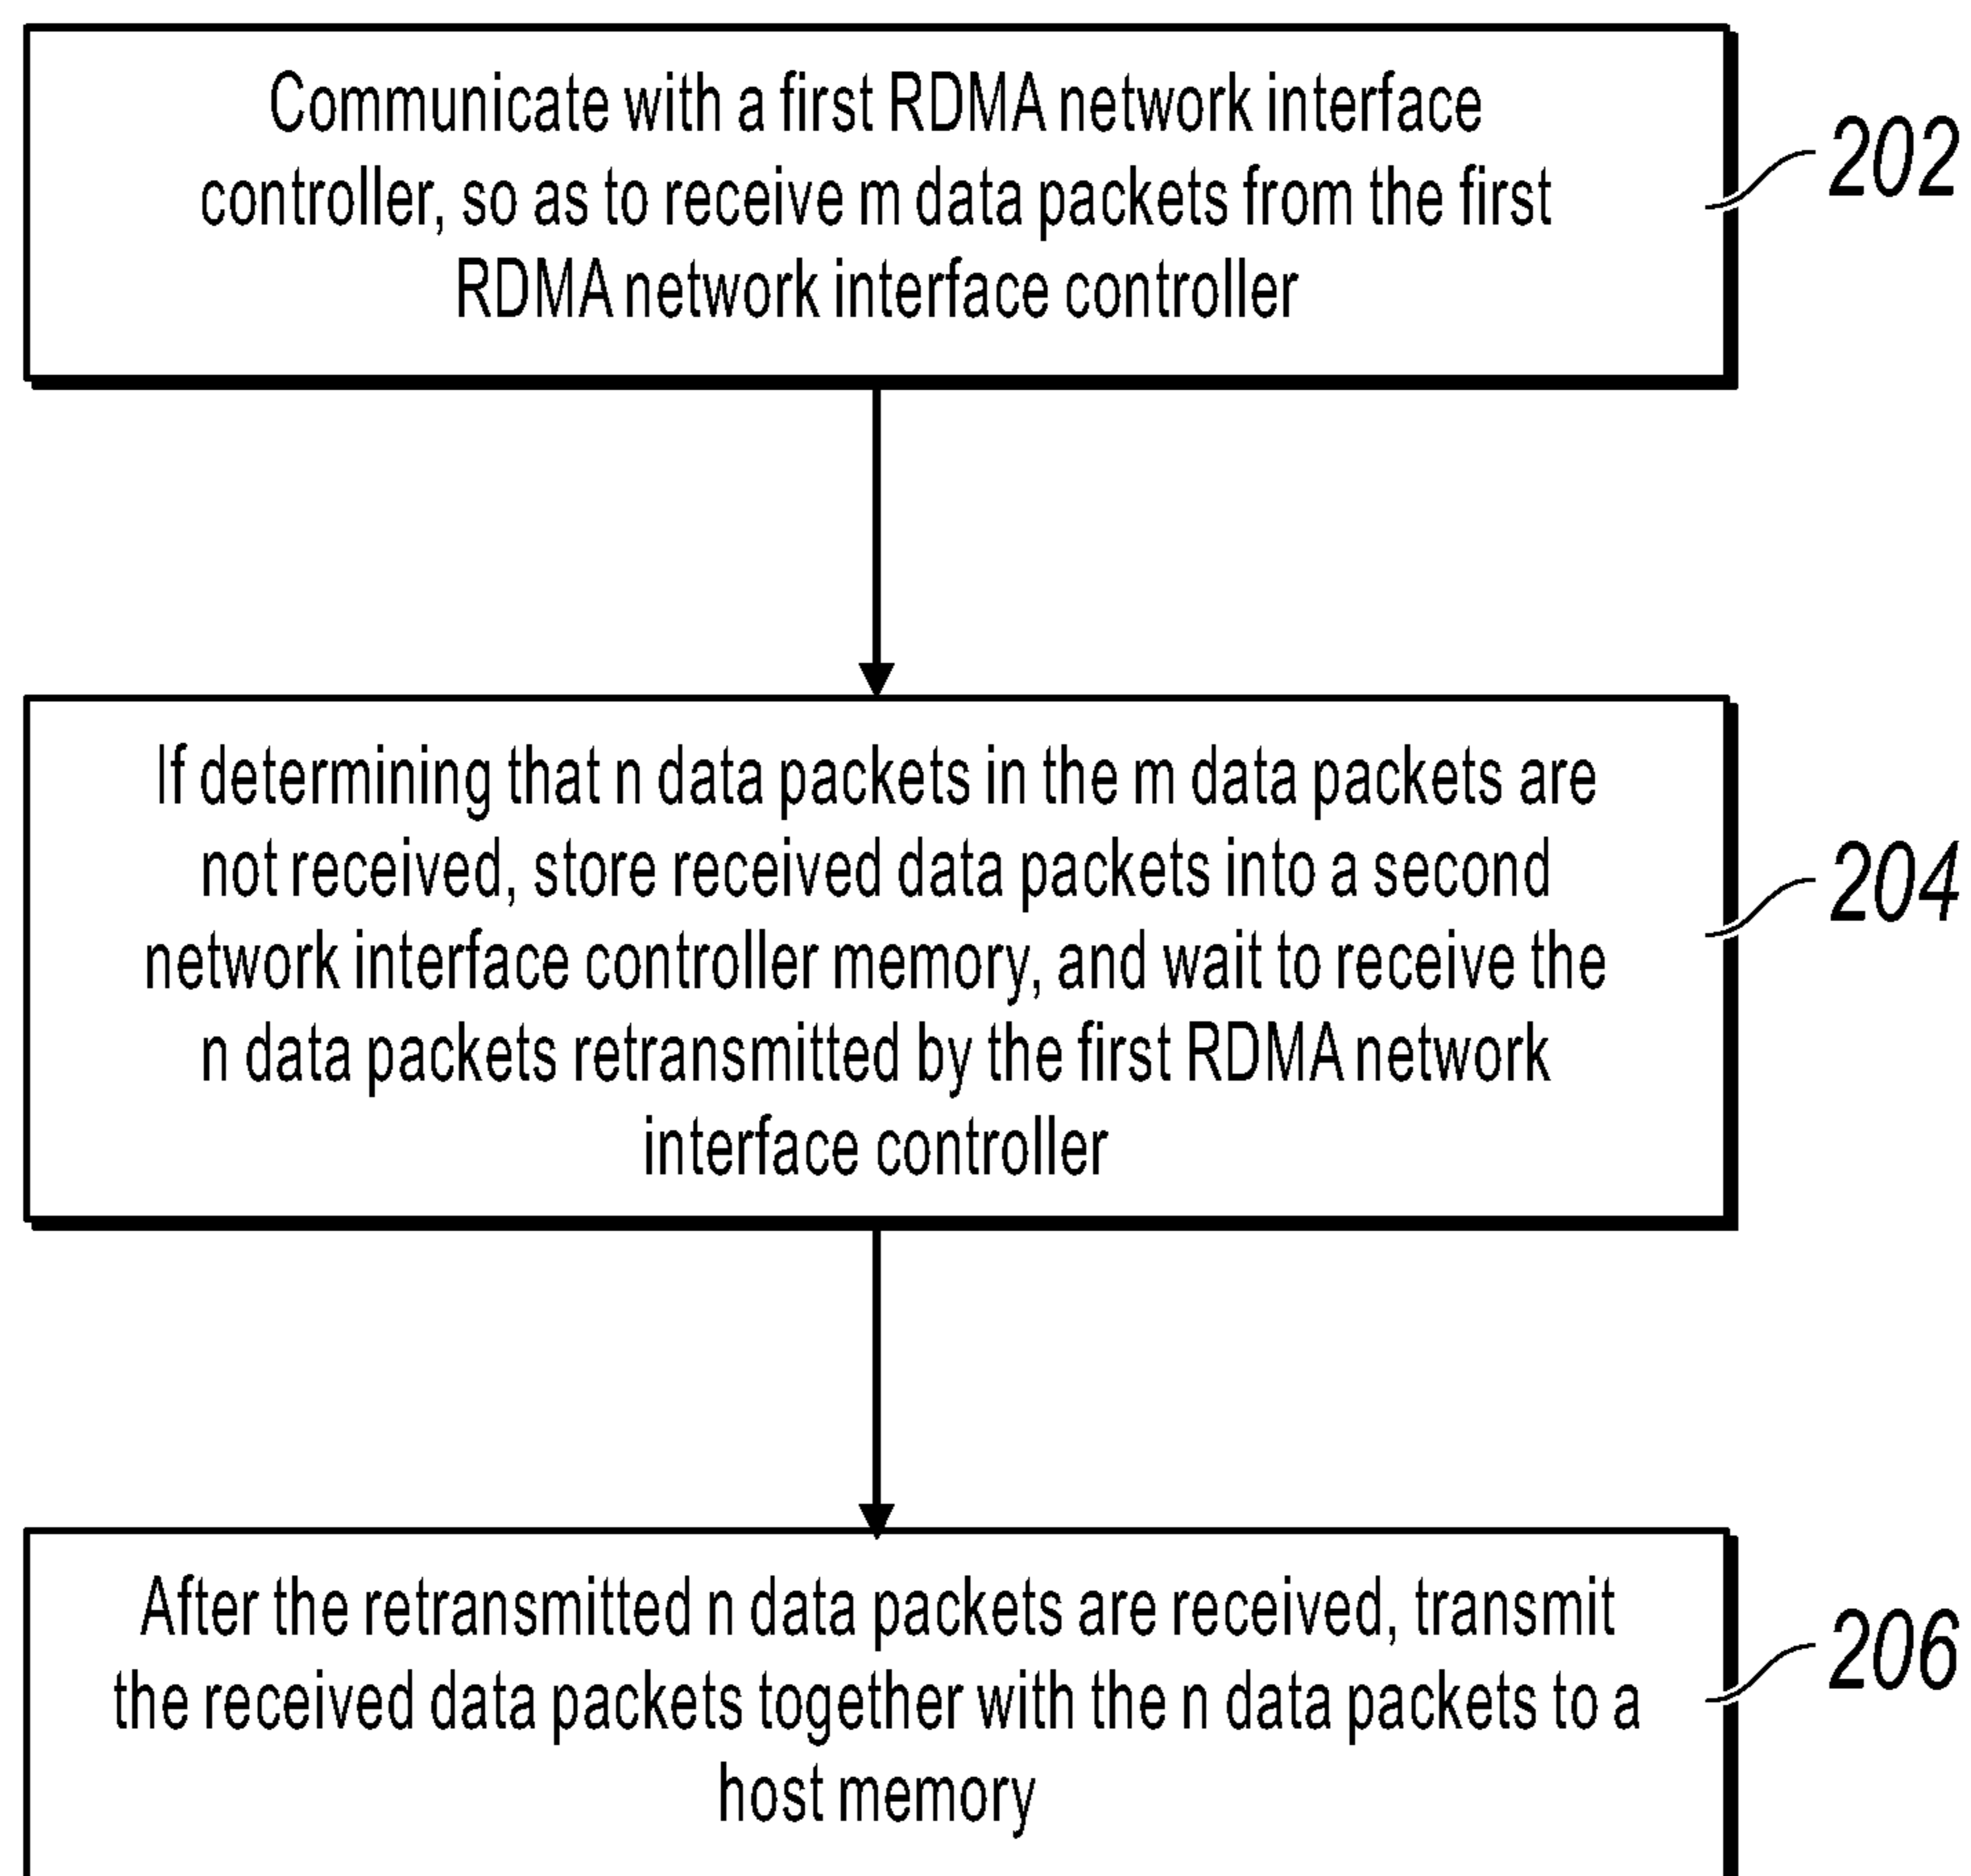 Communicate with a first RDMA network interface
controller, so as to receive m data packets from the first
RDMA network interface controller
202
If determining that n data packets in the m data packets are
not received, store received data packets into a second
network interface controller memory, and wait to receive the
n data packets retransmitted by the first RDMA network
interface controller
204
After the retransmitted n data packets are received, transmit
the received data packets together with the n data packets to a
host memory
206